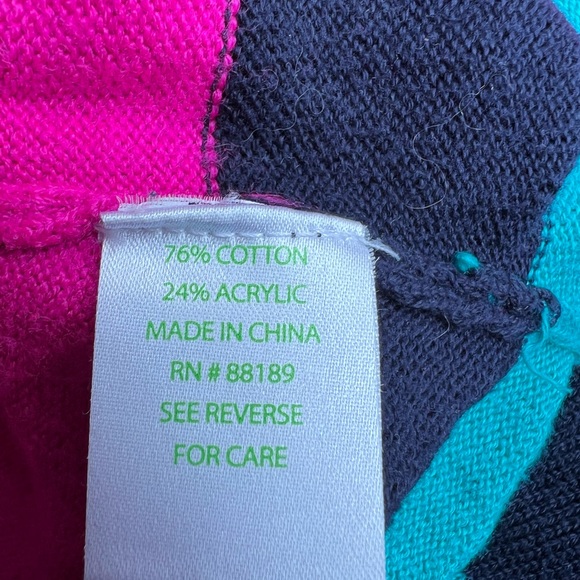 76% COTTON
24% ACRYLIC
MADE IN CHINA
RN # 88189
SEE REVERSE
FOR CARE